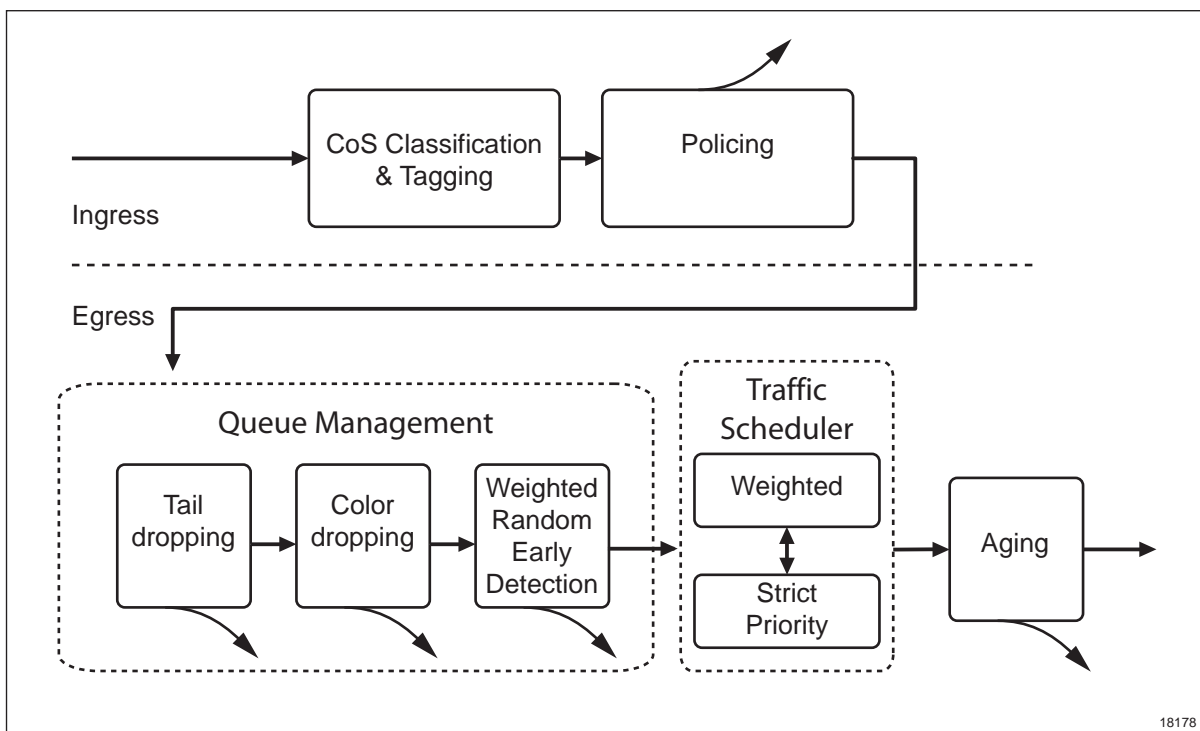 CoS Classification
& Tagging
Policing
Ingress
Egress
Queue Management
Tail
dropping
Color
dropping
Weighted
Random
Early
Detection
Traffic
Scheduler
Weighted
Strict
Priority
Aging
18178